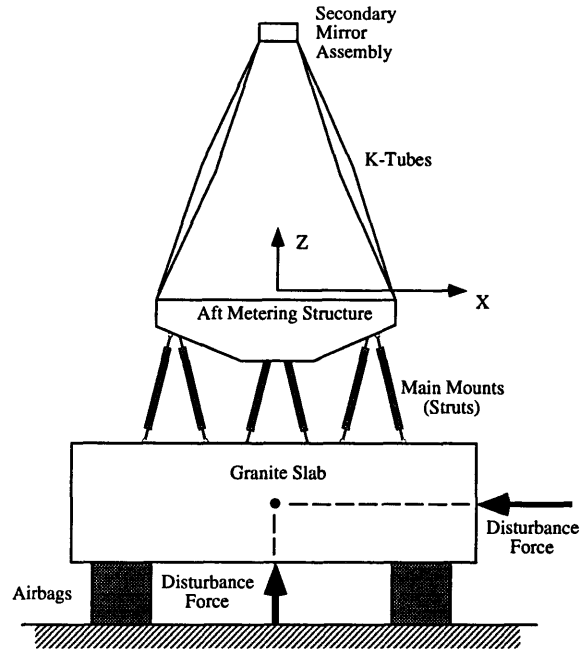 Secondary
Mirror
Assembly
K-Tubes
Z
X
Aft Metering Structure
Main Mounts
(Struts)
Granite Slab
Disturbance
Force
Airbags
Disturbance
Force